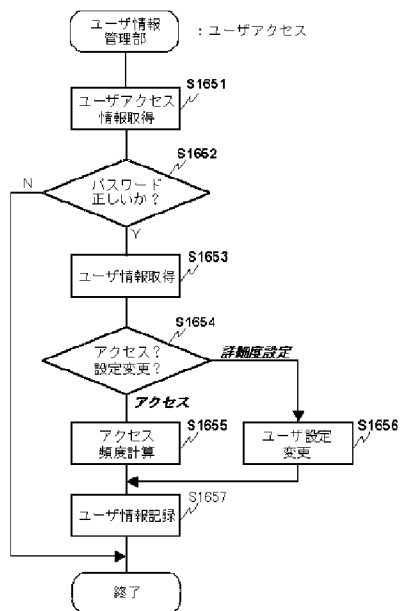 ユーザ情報
管理部
:ユーザアクセス
S1651
ユーザアクセス
情報取得
S1652
N
パスワード
正しいか?
Y
S1653
ユーザ情報取得
S1654
アクセス?
設定変更?
詳細度設定
アクセス
S1655
アクセス
頻度計算
S1656
ユーザ設定
変更
S1657
ユーザ情報記録
終了